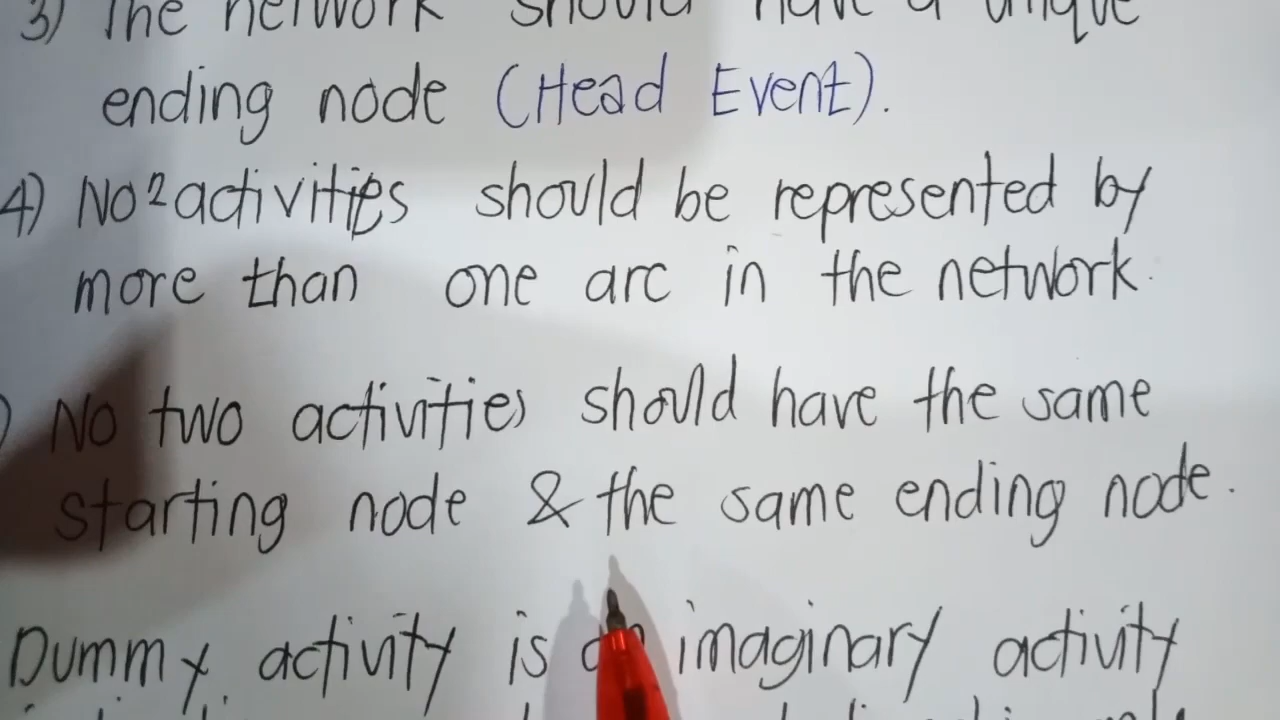 3) The network should have a unique
ending node (Head Event).
4) No 2 activities should be represented by
more than one arc in the network.
) No two activities should have the same
starting node & the same ending node.
Dummy activity is an imaginary activity